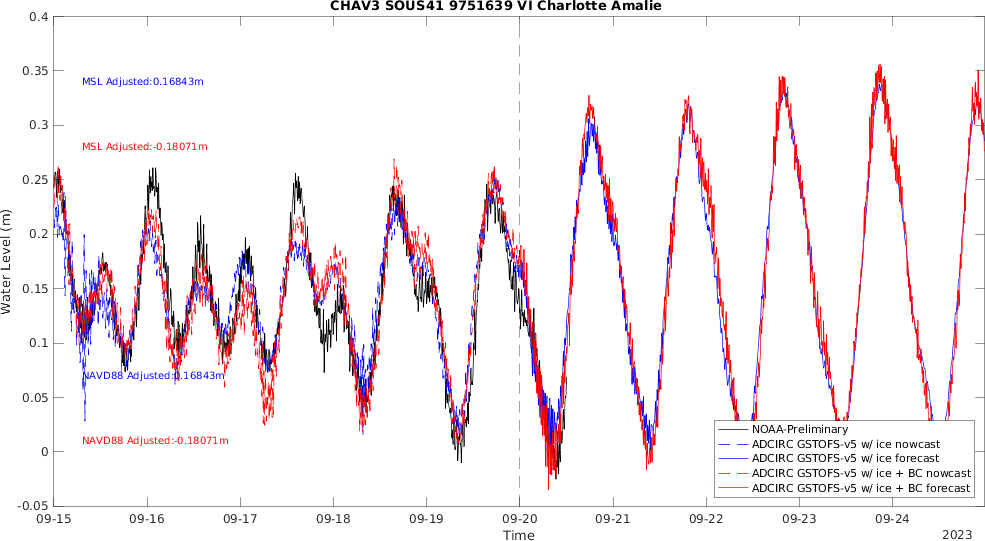 CHAV3 SOUS41 9751639 VI Charlotte Amalie
0.4
0.35
0.3
0.25
0.2
0.15
0.1
0.05
0
-0.05
Water Level (m)
MSL Adjusted:0.16843m
MSL Adjusted:-0.18071m
NAVD88 Adjusted:0.16843m
NAVD88 Adjusted:-0.18071m
NOAA-Preliminary
ADCIRC GSTOFS-v5 w/ ice nowcast
ADCIRC GSTOFS-v5 w/ ice forecast
ADCIRC GSTOFS-v5 w/ ice + BC nowcast
ADCIRC GSTOFS-v5 w/ ice + BC forecast
09-15 09-16 09-17 09-18 09-19 09-20 09-21 09-22 09-23 09-24
Time
2023